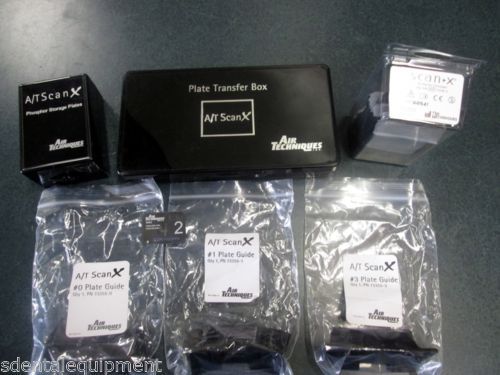 A/T ScanX
Phosphor Storage Plates
Plate Transfer Box
A/T ScanX
AIR
TECHNIQUES
Scan X
2
A/T ScanX
#0 Plate Guide
AIR
TECHNIQUES
A/T ScanX
#1 Plate Guide
AIR
TECHNIQUES
A/T ScanX
#3 Plate Guide
AIR
TECHNIQUES
sdentalequipment